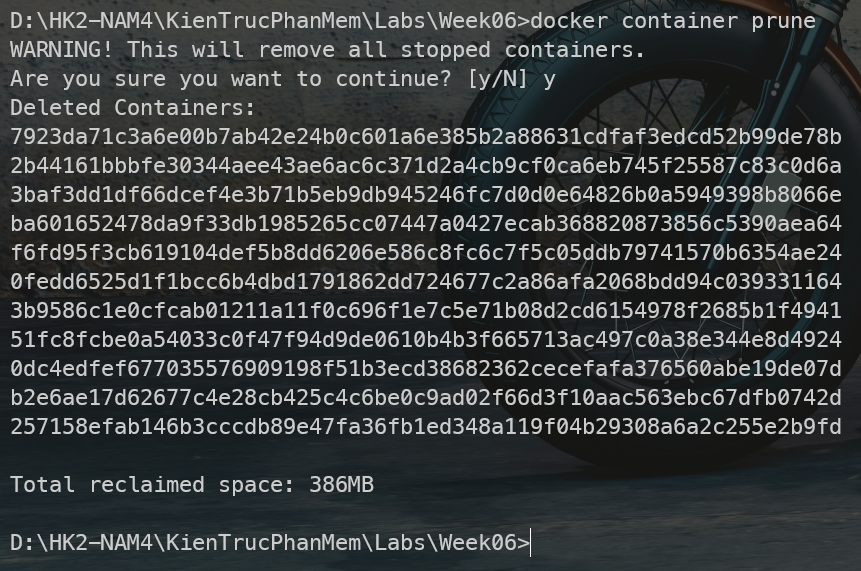 D:\HK2-NAM4\KienTrucPhanMem\Labs\Week06>docker container prune
WARNING! This will remove all stopped containers.
Are you sure you want to continue? [y/N] y
Deleted Containers:
7923da71c3a6e00b7ab42e24b0c601a6e385b2a88631cdfaf3edcd52b99de78b
2b44161bbbfe30344aee43ae6ac6c371d2a4cb9cf0ca6eb745f25587c83c0d6a
3baf3dd1df66dcef4e3b71b5eb9db945246fc7d0d0e64826b0a5949398b8066e
ba601652478da9f33db1985265cc07447a0427ecab368820873856c5390aea64
f6fd95f3cb619104def5b8dd6206e586c8fc6c7f5c05ddb79741570b6354ae24
0fedd6525d1f1bcc6b4dbd1791862dd724677c2a86afa2068bdd94c039331164
3b9586c1e0cfcab01211a11f0c696f1e7c5e71b08d2cd6154978f2685b1f4941
51fc8fcbe0a54033c0f47f94d9de0610b4b3f665713ac497c0a38e344e8d4924
0dc4edfef677035576909198f51b3ecd38682362cecefafa376560abe19de07d
b2e6ae17d62677c4e28cb425c4c6be0c9ad02f66d3f10aac563ebc67dfb0742d
257158efab146b3cccdb89e47fa36fb1ed348a119f04b29308a6a2c255e2b9fd
Total reclaimed space: 386MB
D:\HK2-NAM4\KienTrucPhanMem\Labs\Week06>